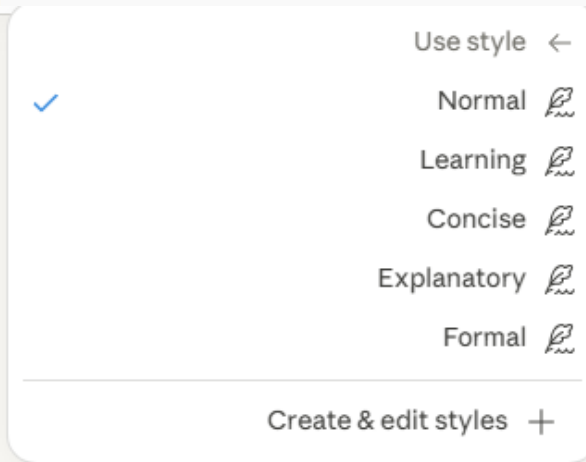 Use style
Normal
Learning
Concise
Explanatory
Formal
Create & edit styles